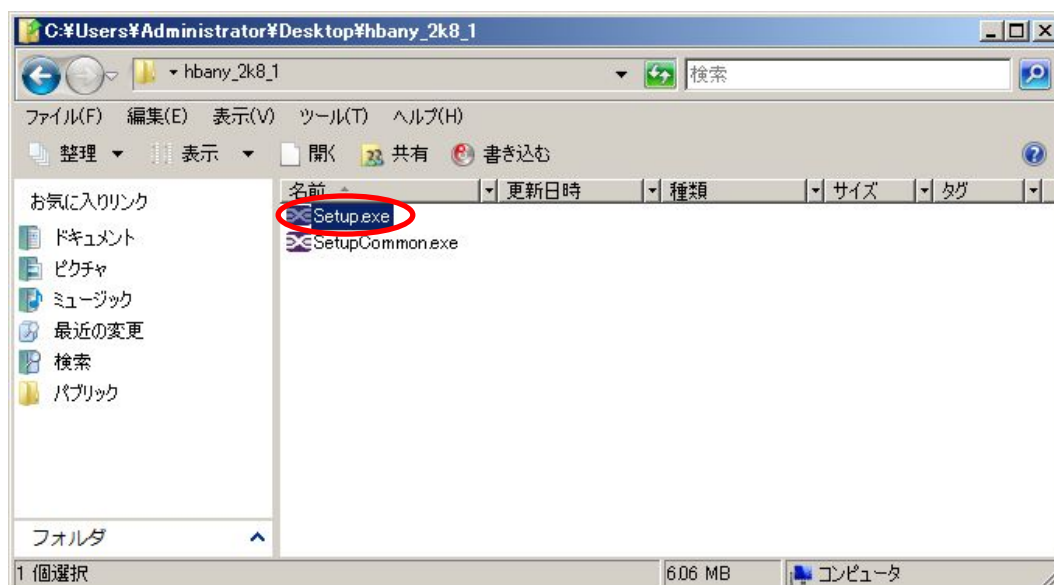 C:¥Users¥Administrator¥Desktop¥hbany_2k8_1
hbany_2k8_1
検索
ファイル(F) 編集(E) 表示(V) ツール(T) ヘルプ(H)
整理 表示 開く 共有 書き込む
お気に入りリンク
ドキュメント
ピクチャ
ミュージック
最近の変更
検索
パブリック
フォルダ
名前 更新日時 種類 サイズ タグ
Setup.exe
SetupCommon.exe
1 個選択 6.06 MB コンピュータ